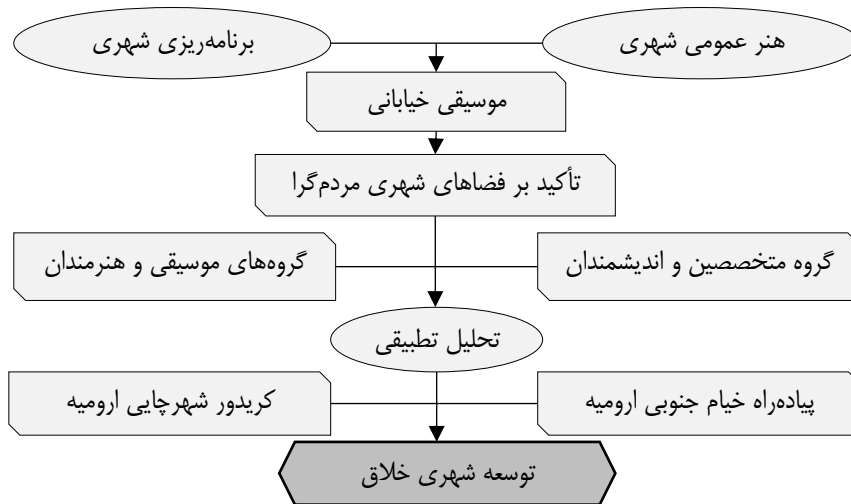 هنر عمومی شهری
برنامه‌ریزی شهری
موسیقی خیابانی
تأکید بر فضاهای شهری مردم‌گرا
گروه متخصصین و اندیشمندان
گروه‌های موسیقی و هنرمندان
تحلیل تطبیقی
پیاده‌راه خیام جنوبی ارومیه
کریدور شهرچایی ارومیه
توسعه شهری خلاق